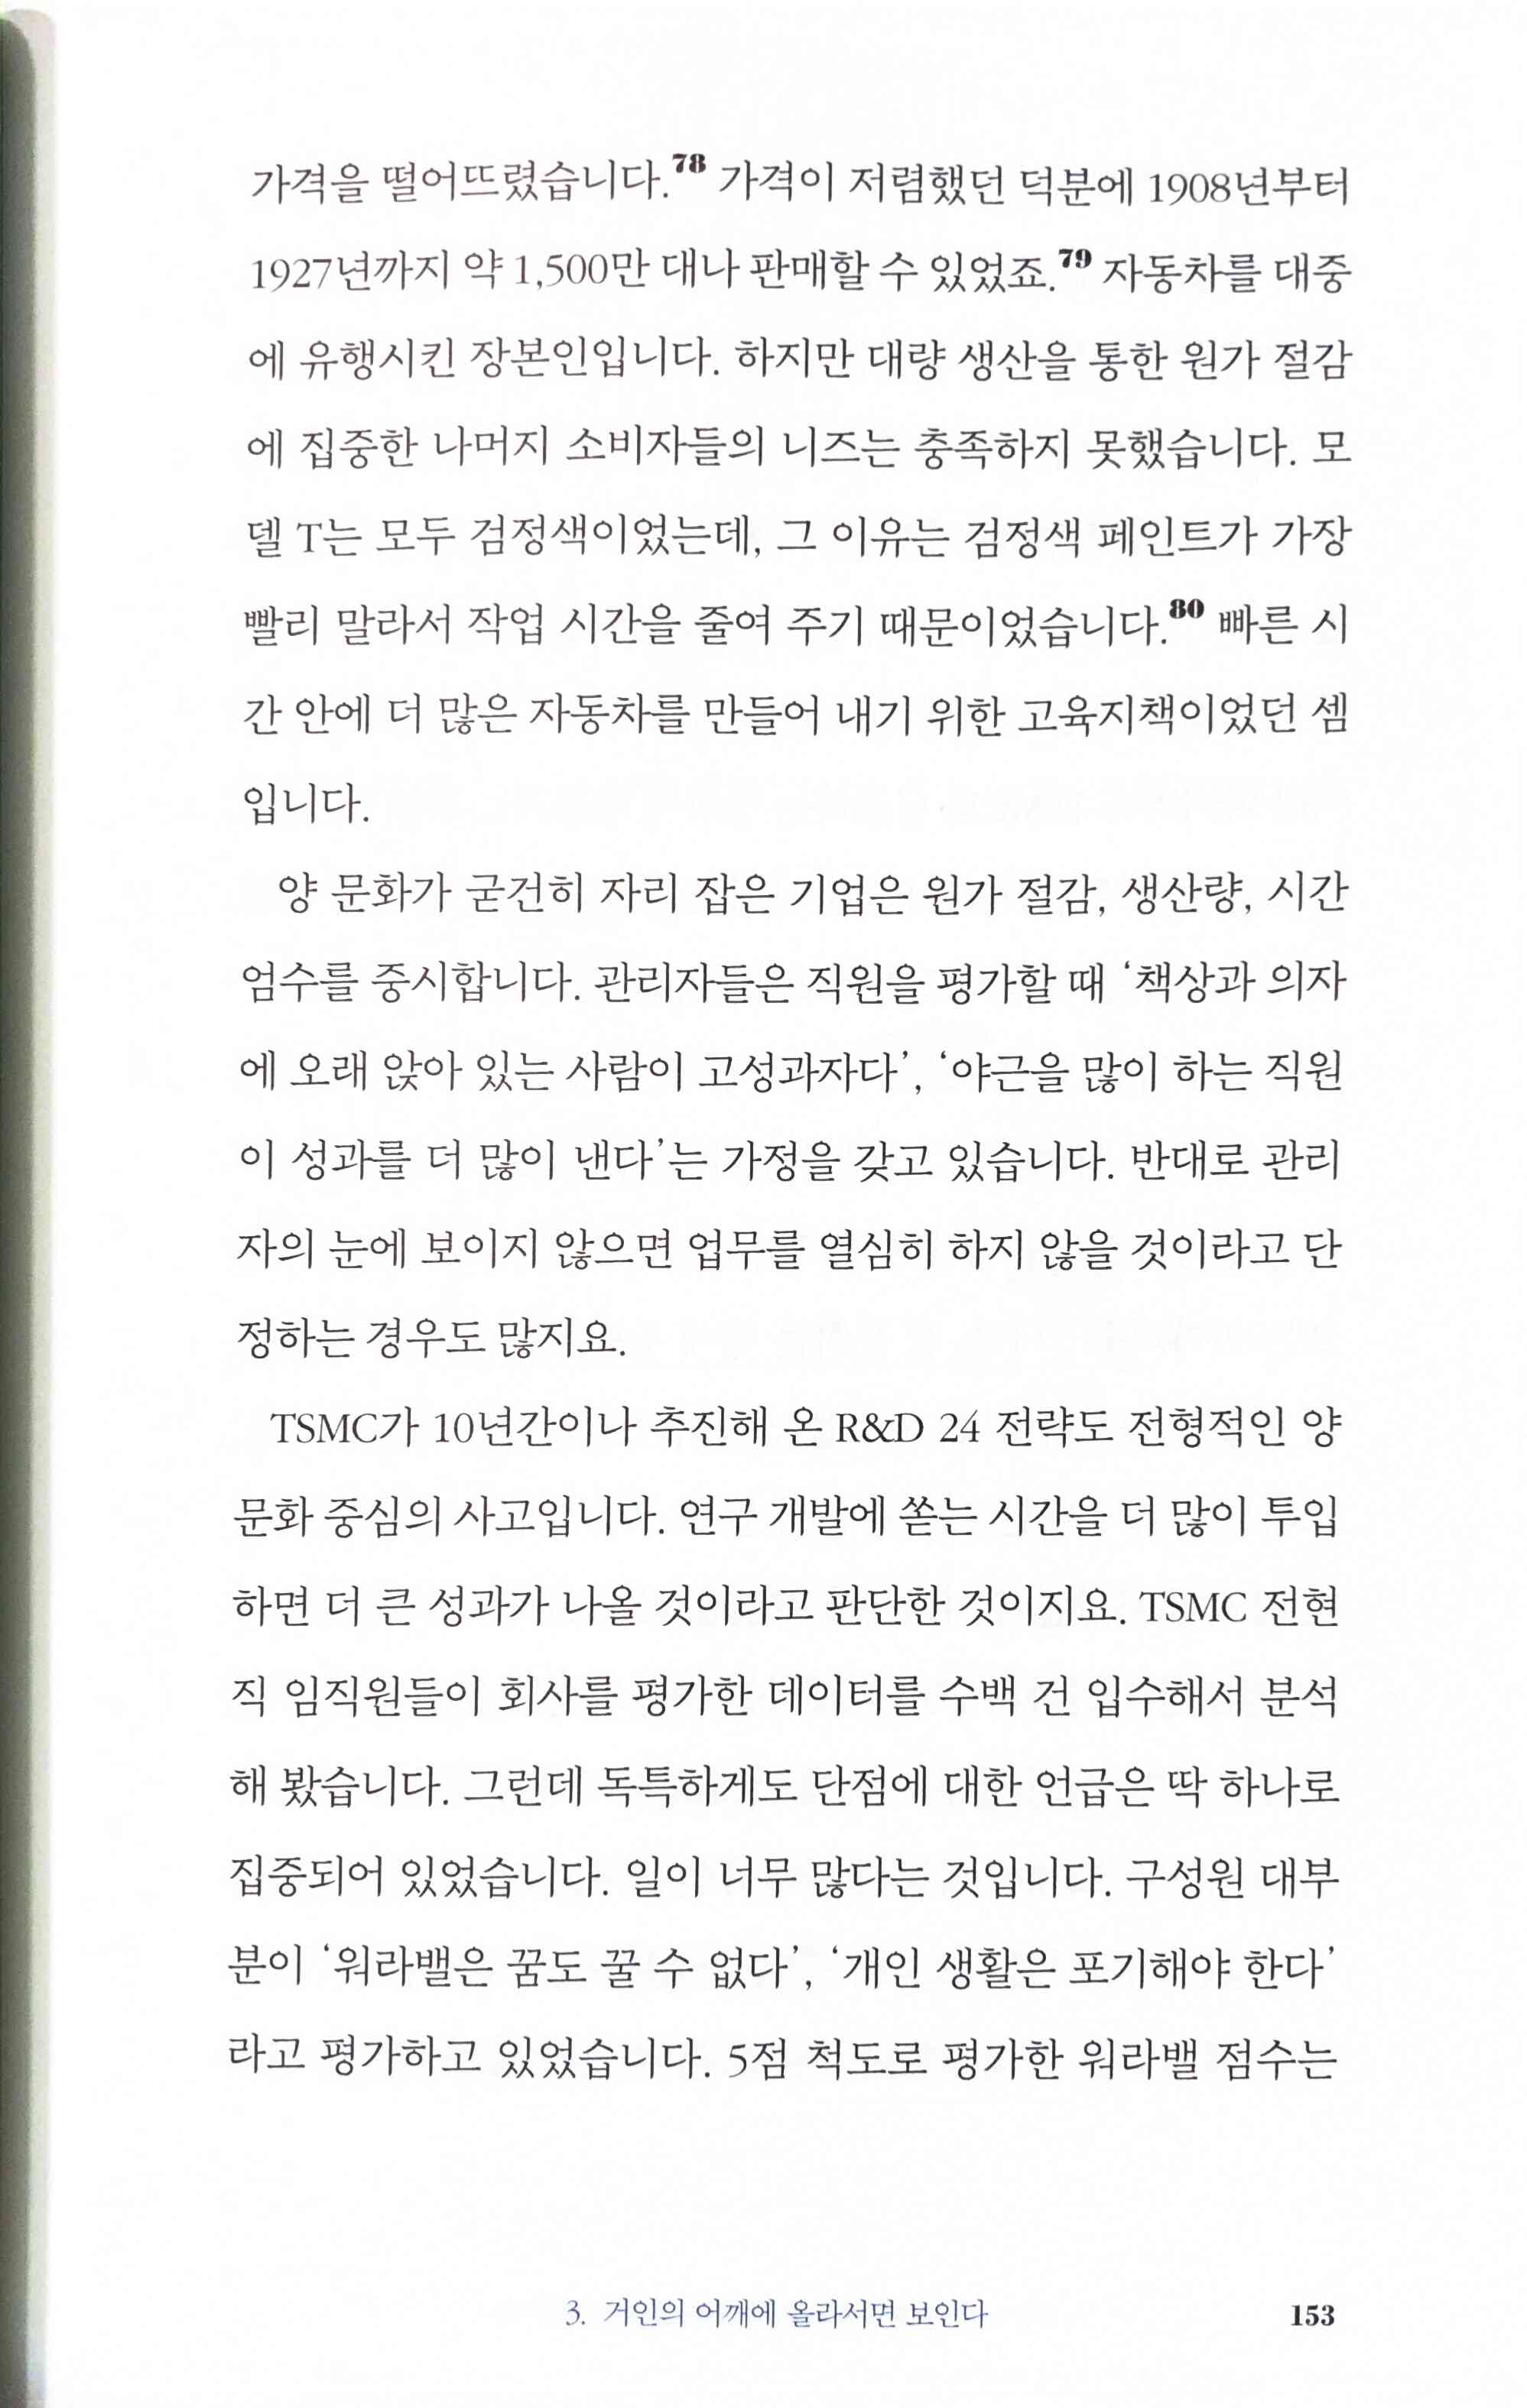 가격을 떨어뜨렸습니다.78 가격이 저렴했던 덕분에 1908년부터
1927년까지 약 1,500만 대나 판매할 수 있었죠.79 자동차를 대중
에 유행시킨 장본인입니다. 하지만 대량 생산을 통한 원가 절감
에 집중한 나머지 소비자들의 니즈는 충족하지 못했습니다. 모
델 T는 모두 검정색이었는데, 그 이유는 검정색 페인트가 가장
빨리 말라서 작업 시간을 줄여 주기 때문이었습니다.80 빠른 시
간 안에 더 많은 자동차를 만들어 내기 위한 고육지책이었던 셈
입니다.
양 문화가 굳건히 자리 잡은 기업은 원가 절감, 생산량, 시간
엄수를 중시합니다. 관리자들은 직원을 평가할 때 ‘책상과 의자
에 오래 앉아 있는 사람이 고성과자다’, ‘야근을 많이 하는 직원
이 성과를 더 많이 낸다’는 가정을 갖고 있습니다. 반대로 관리
자의 눈에 보이지 않으면 업무를 열심히 하지 않을 것이라고 단
정하는 경우도 많지요.
TSMC가 10년간이나 추진해 온 R&D 24 전략도 전형적인 양
문화 중심의 사고입니다. 연구 개발에 쏟는 시간을 더 많이 투입
하면 더 큰 성과가 나올 것이라고 판단한 것이지요. TSMC 전현
직 임직원들이 회사를 평가한 데이터를 수백 건 입수해서 분석
해 봤습니다. 그런데 독특하게도 단점에 대한 언급은 딱 하나로
집중되어 있었습니다. 일이 너무 많다는 것입니다. 구성원 대부
분이 ‘워라밸은 꿈도 꿀 수 없다’, ‘개인 생활은 포기해야 한다’
라고 평가하고 있었습니다. 5점 척도로 평가한 워라밸 점수는
3. 거인의 어깨에 올라서면 보인다 153